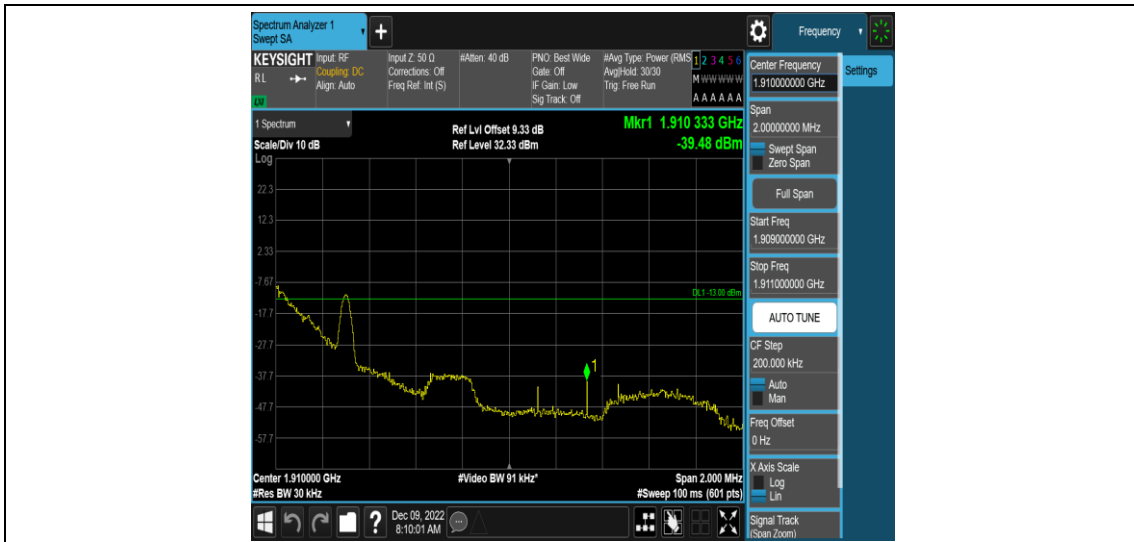 Spectrum Analyzer 1
Swept SA
+
Frequency
KEYSIGHT
RL
LXI
Input: RF
Coupling: DC
Align: Auto
Input Z: 50 Ω
Corrections: Off
Freq Ref: Int (S)
#Atten: 40 dB
PNO: Best Wide
Gate: Off
IF Gain: Low
Sig Track: Off
#Avg Type: Power (RMS
Avg|Hold: 30/30
Trig: Free Run
1 2 3 4 5 6
M W W W W W
A A A A A A
1 Spectrum
Scale/Div 10 dB
Log
Ref Lvl Offset 9.33 dB
Ref Level 32.33 dBm
Mkr1 1.910 333 GHz
-39.48 dBm
22.3
12.3
2.33
-7.67
-17.7
-27.7
-37.7
-47.7
-57.7
DL1 -13.00 dBm
1
Center 1.910000 GHz
#Res BW 30 kHz
#Video BW 91 kHz*
Span 2.000 MHz
#Sweep 100 ms (601 pts)
?
Dec 09, 2022
8:10:01 AM
Center Frequency
1.910000000 GHz
Settings
Span
2.00000000 MHz
Swept Span
Zero Span
Full Span
Start Freq
1.909000000 GHz
Stop Freq
1.911000000 GHz
AUTO TUNE
CF Step
200.000 kHz
Auto
Man
Freq Offset
0 Hz
X Axis Scale
Log
Lin
Signal Track
(Span Zoom)